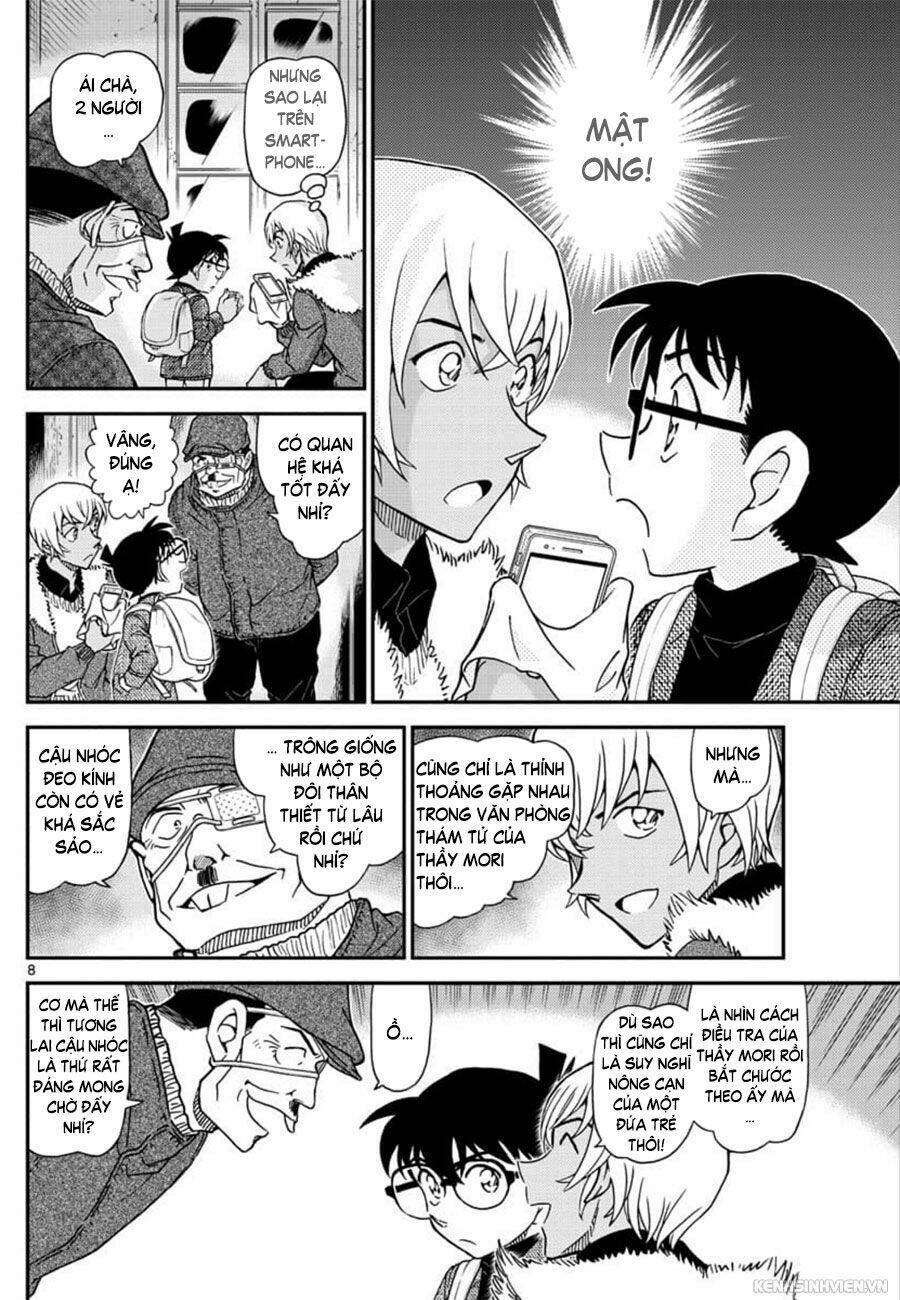 MẬT
ONG!
NHƯNG
SAO LẠI
TRÊN
SMART-
PHONE...
ÁI CHÀ,
2 NGƯỜI
...
CÓ QUAN
HỆ KHÁ
TỐT ĐẤY
NHỈ?
VÂNG,
ĐÚNG
Ạ!
NHƯNG
MÀ...
CŨNG CHỈ LÀ THỈNH
THOẢNG GẶP NHAU
TRONG VĂN PHÒNG
THÁM TỬ CỦA
THẦY MORI
THÔI...
... TRÔNG GIỐNG
NHƯ MỘT BỘ
ĐÔI THÂN
THIẾT TỪ LÂU
RỒI CHỨ
NHỈ?
CẬU NHÓC
ĐEO KÍNH
CÒN CÓ VẺ
KHÁ SẮC
SẢO...
8
LÀ NHÌN CÁCH
ĐIỀU TRA CỦA
THẦY MORI RỒI
BẮT CHƯỚC
THEO ẤY MÀ
...
DÙ SAO
THÌ CŨNG CHỈ
LÀ SUY NGHĨ
NÔNG CẠN
CỦA MỘT
ĐỨA TRẺ
THÔI!
Ồ...
CƠ MÀ THẾ
THÌ TƯƠNG
LAI CẬU NHÓC
LÀ THỨ RẤT
ĐÁNG MONG
CHỜ ĐẤY
NHỈ?
KENHSINHVIEN.VN